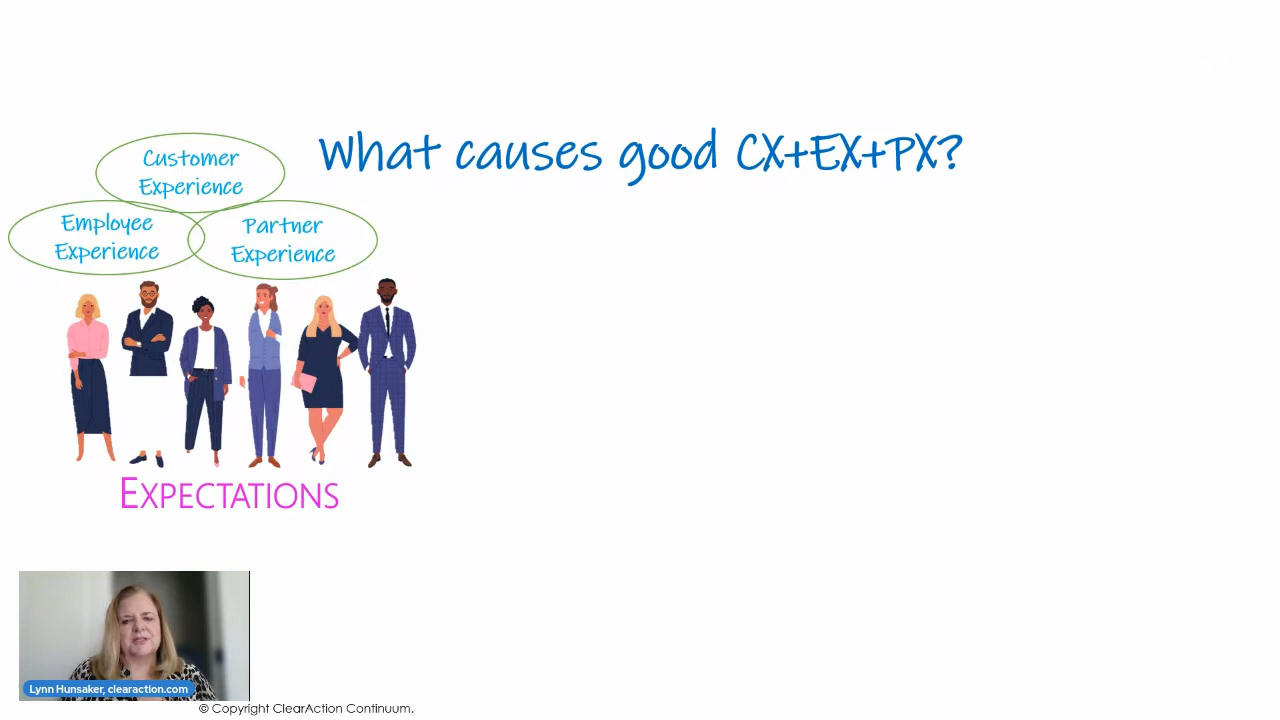 What causes good CX+EX+PX?
Customer
Experience
Employee
Experience
Partner
Experience
EXPECTATIONS
Lynn Hunsaker, clearaction.com
© Copyright ClearAction Continuum.